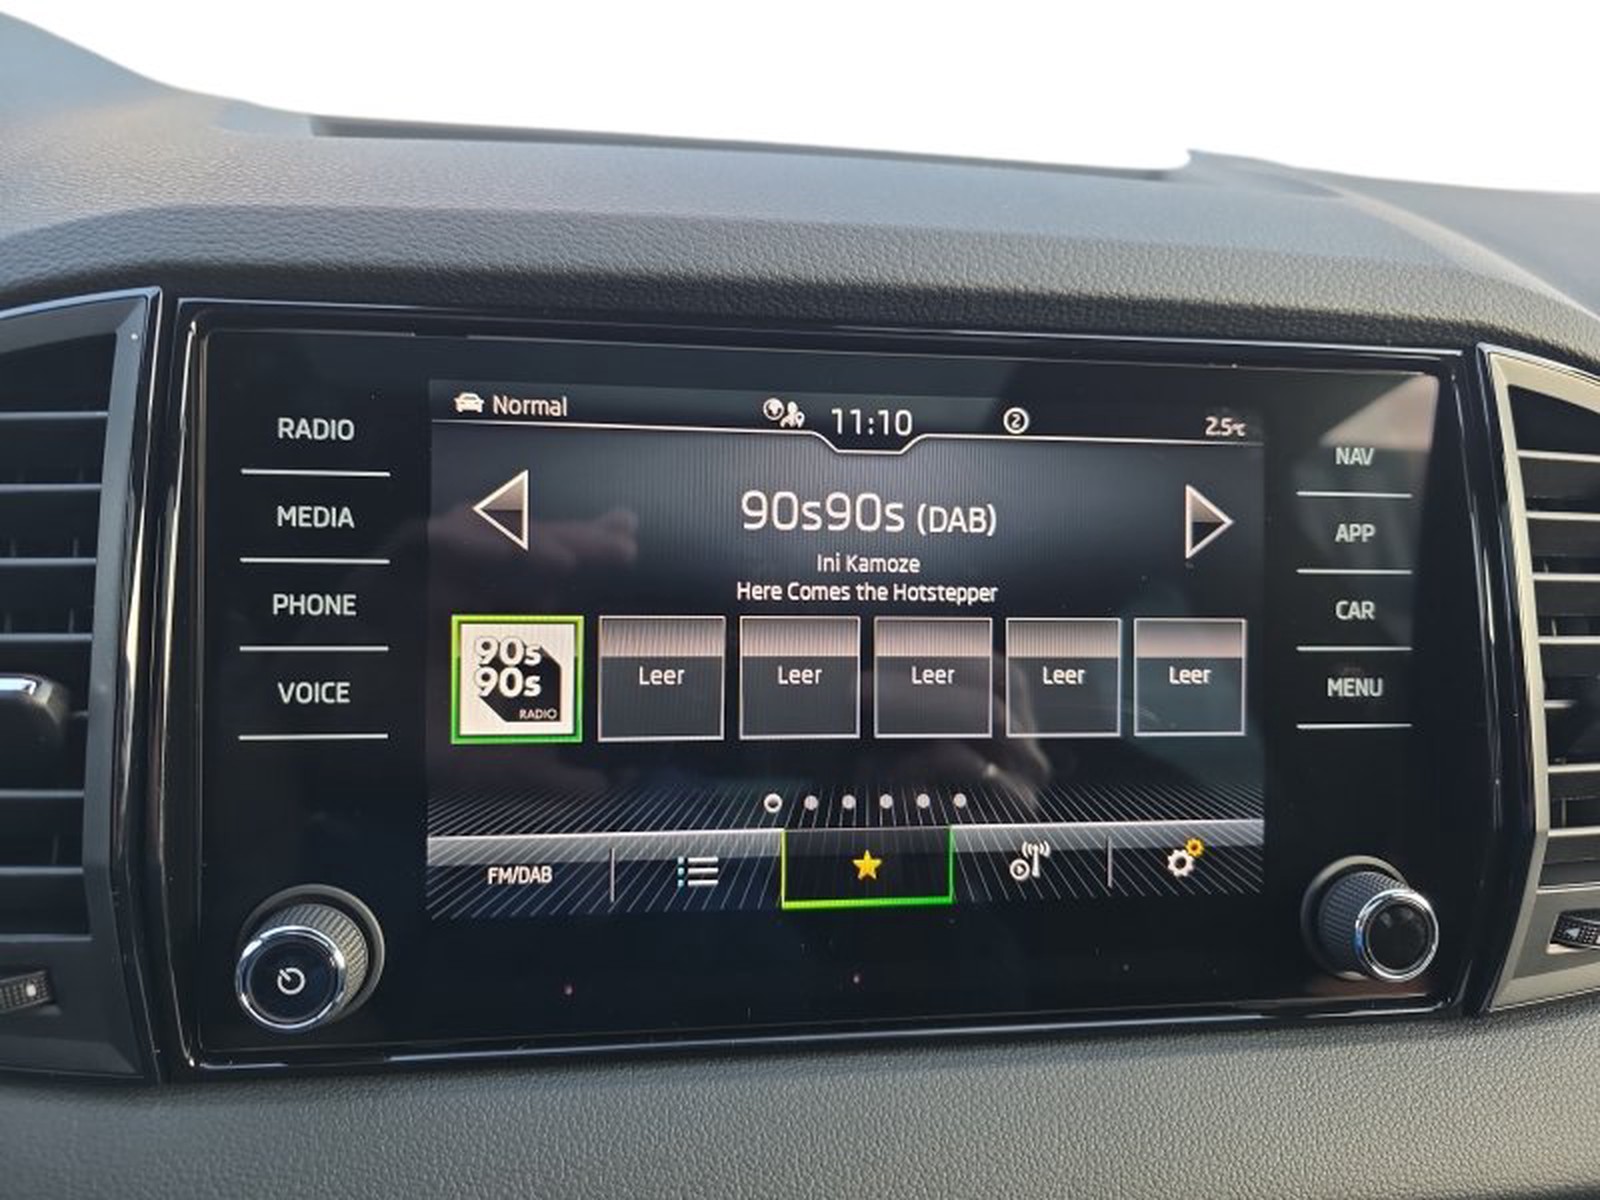 Normal
11:10
2
2.5°C
RADIO
MEDIA
PHONE
VOICE
90s90s (DAB)
Ini Kamoze
Here Comes the Hotstepper
90s
90s
RADIO
Leer
Leer
Leer
Leer
Leer
FM/DAB
NAV
APP
CAR
MENU